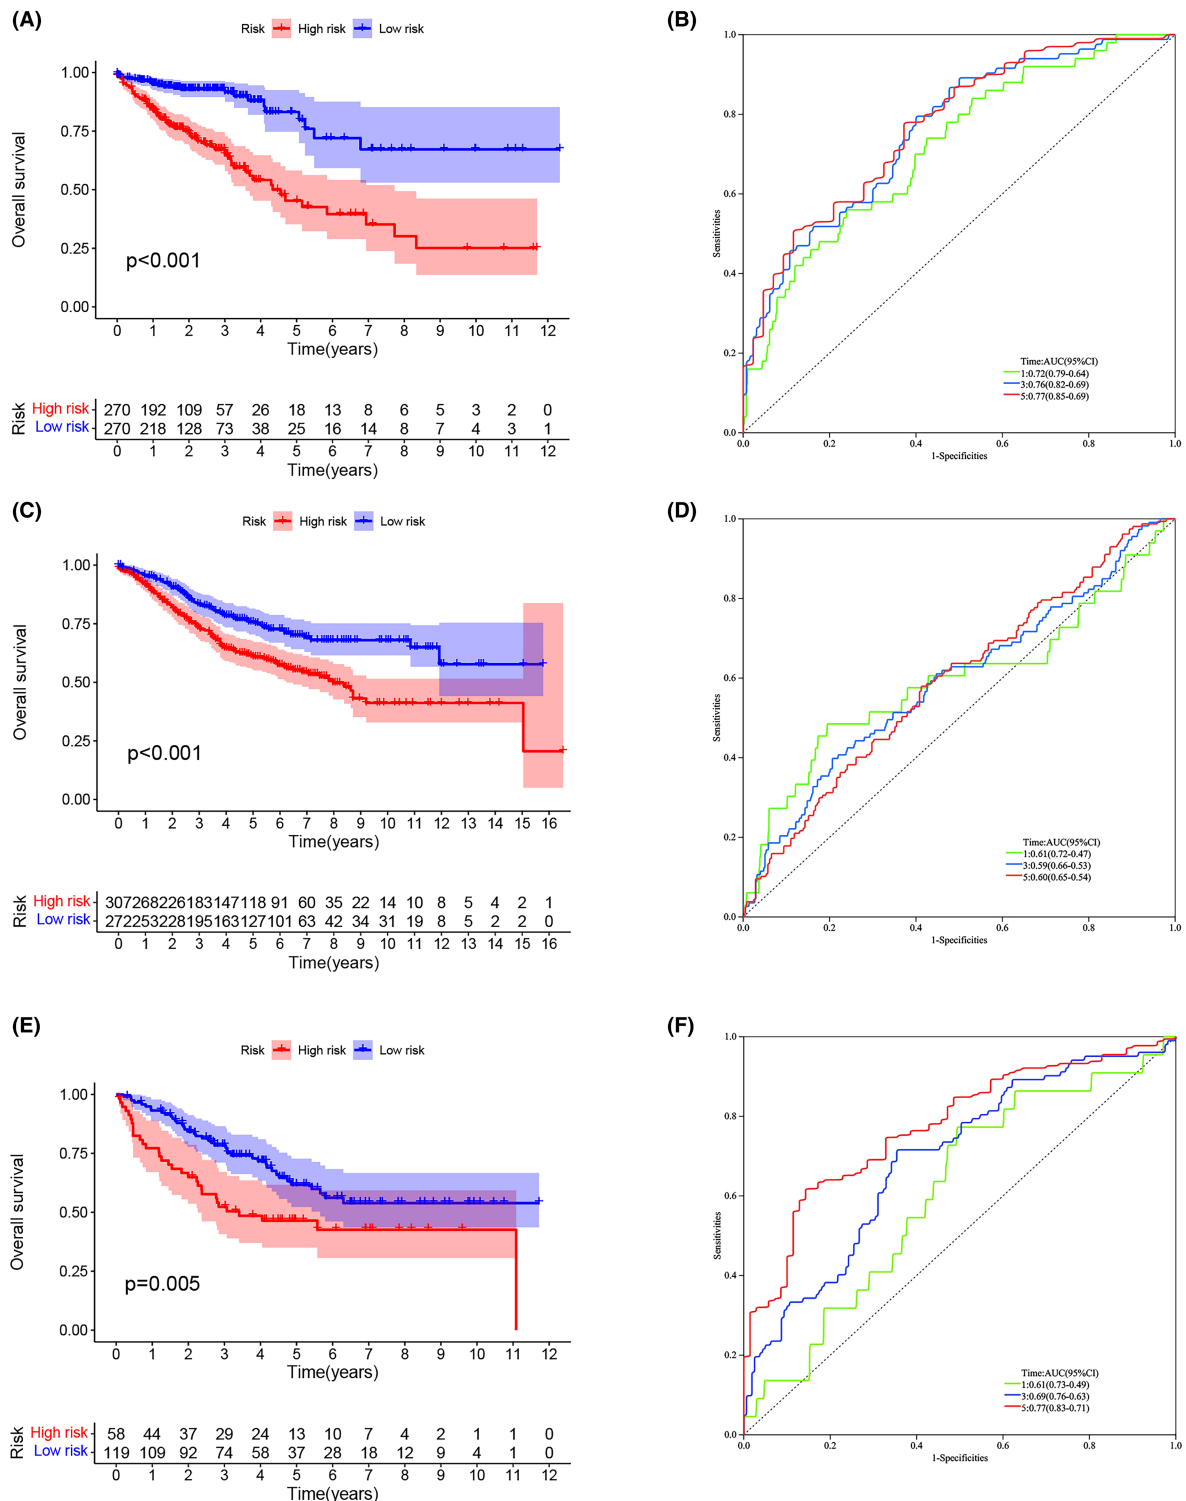 (A)
Risk High risk Low risk
Overall survival
1.00
0.75
0.50
0.25
0.00
p<0.001
0 1 2 3 4 5 6 7 8 9 10 11 12
Time(years)
Risk
High risk 270 192 109 57 26 18 13 8 6 5 3 2 0
Low risk 270 218 128 73 38 25 16 14 8 7 4 3 1
0 1 2 3 4 5 6 7 8 9 10 11 12
Time(years)
(B)
Sensitivities
1.0
0.8
0.6
0.4
0.2
0.0
Time:AUC(95%CI)
1:0.72(0.79-0.64)
3:0.76(0.82-0.69)
5:0.77(0.85-0.69)
0.0 0.2 0.4 0.6 0.8 1.0
1-Specificities
(C)
Risk High risk Low risk
Overall survival
1.00
0.75
0.50
0.25
0.00
p<0.001
0 1 2 3 4 5 6 7 8 9 10 11 12 13 14 15 16
Time(years)
Risk
High risk 307 268 226 183 147 118 91 60 35 22 14 10 8 5 4 2 1
Low risk 272 253 228 195 163 127 101 63 42 34 31 19 8 5 2 2 0
0 1 2 3 4 5 6 7 8 9 10 11 12 13 14 15 16
Time(years)
(D)
Sensitivities
1.0
0.8
0.6
0.4
0.2
0.0
Time:AUC(95%CI)
1:0.61(0.72-0.47)
3:0.59(0.66-0.53)
5:0.60(0.65-0.54)
0.0 0.2 0.4 0.6 0.8 1.0
1-Specificities
(E)
Risk High risk Low risk
Overall survival
1.00
0.75
0.50
0.25
0.00
p=0.005
0 1 2 3 4 5 6 7 8 9 10 11 12
Time(years)
Risk
High risk 58 44 37 29 24 13 10 7 4 2 1 1 0
Low risk 119 109 92 74 58 37 28 18 12 9 4 1 0
0 1 2 3 4 5 6 7 8 9 10 11 12
Time(years)
(F)
Sensitivities
1.0
0.8
0.6
0.4
0.2
0.0
Time:AUC(95%CI)
1:0.61(0.73-0.49)
3:0.69(0.76-0.63)
5:0.77(0.83-0.71)
0.0 0.2 0.4 0.6 0.8 1.0
1-Specificities